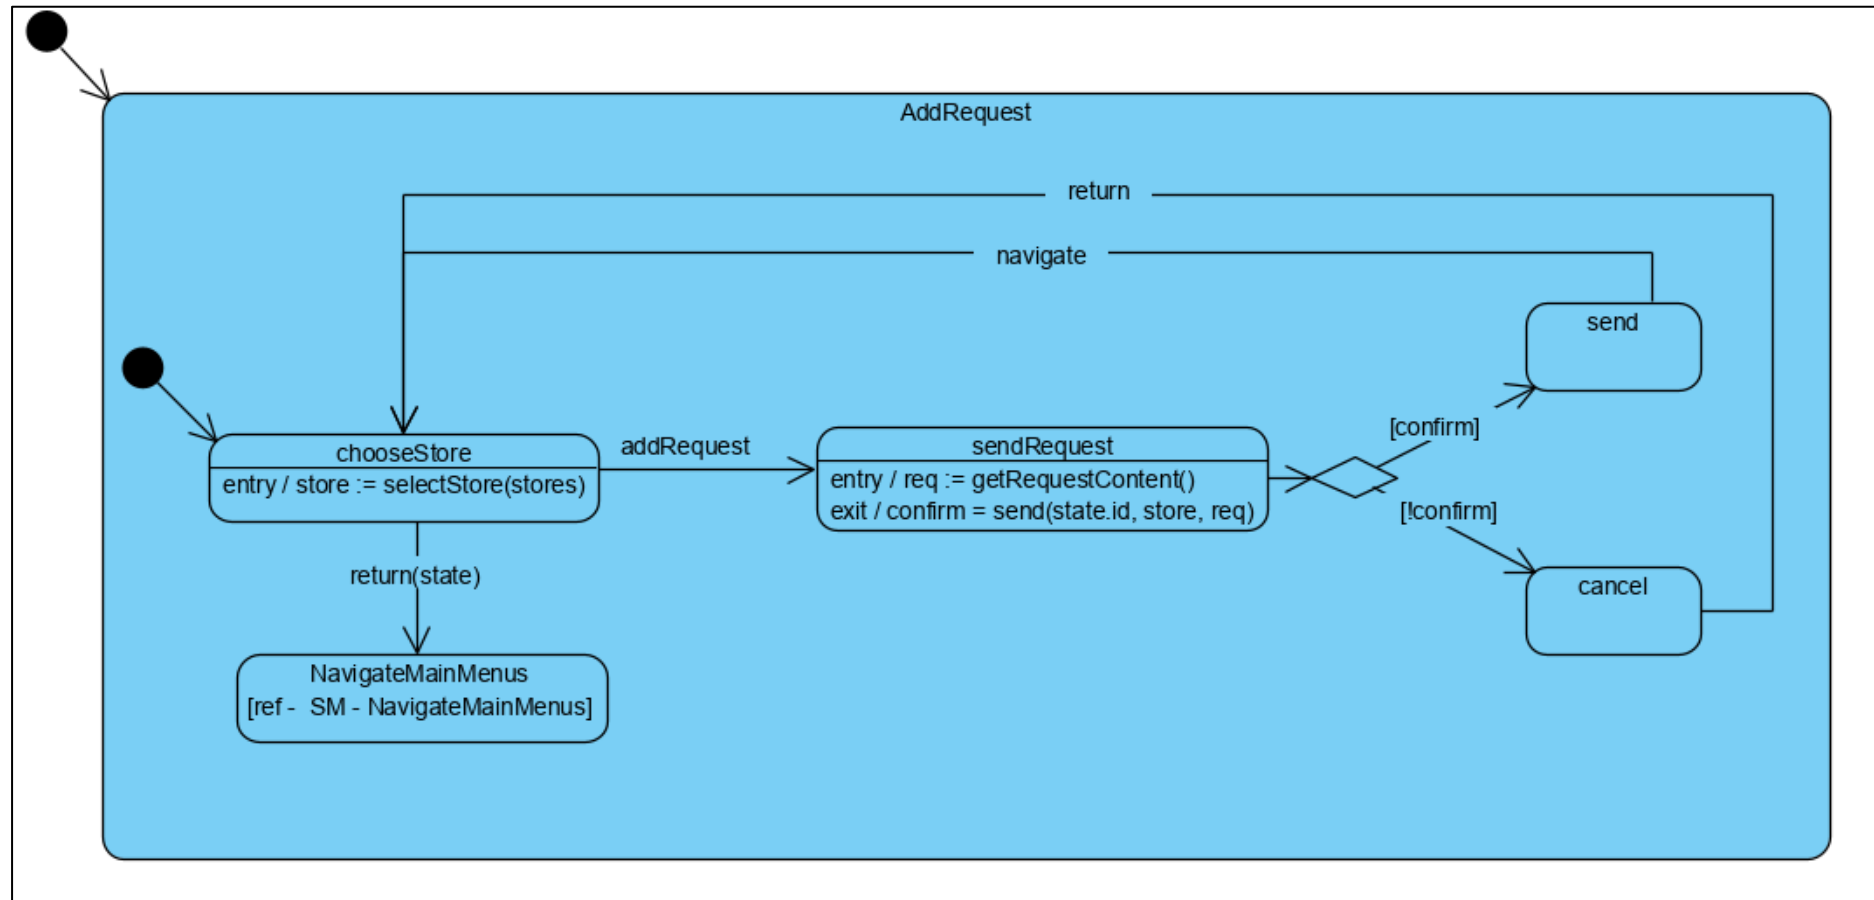 AddRequest
return
navigate
send
[confirm]
chooseStore
entry / store := selectStore(stores)
addRequest
sendRequest
entry / req := getRequestContent()
exit / confirm = send(state.id, store, req)
[!confirm]
return(state)
cancel
NavigateMainMenus
[ref -  SM - NavigateMainMenus]